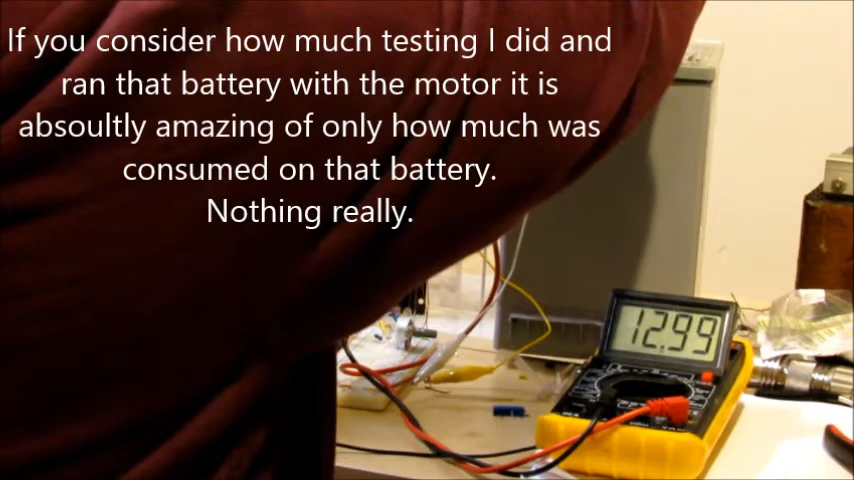 If you consider how much testing I did and
ran that battery with the motor it is
absoultly amazing of only how much was
consumed on that battery.
Nothing really.
12.99